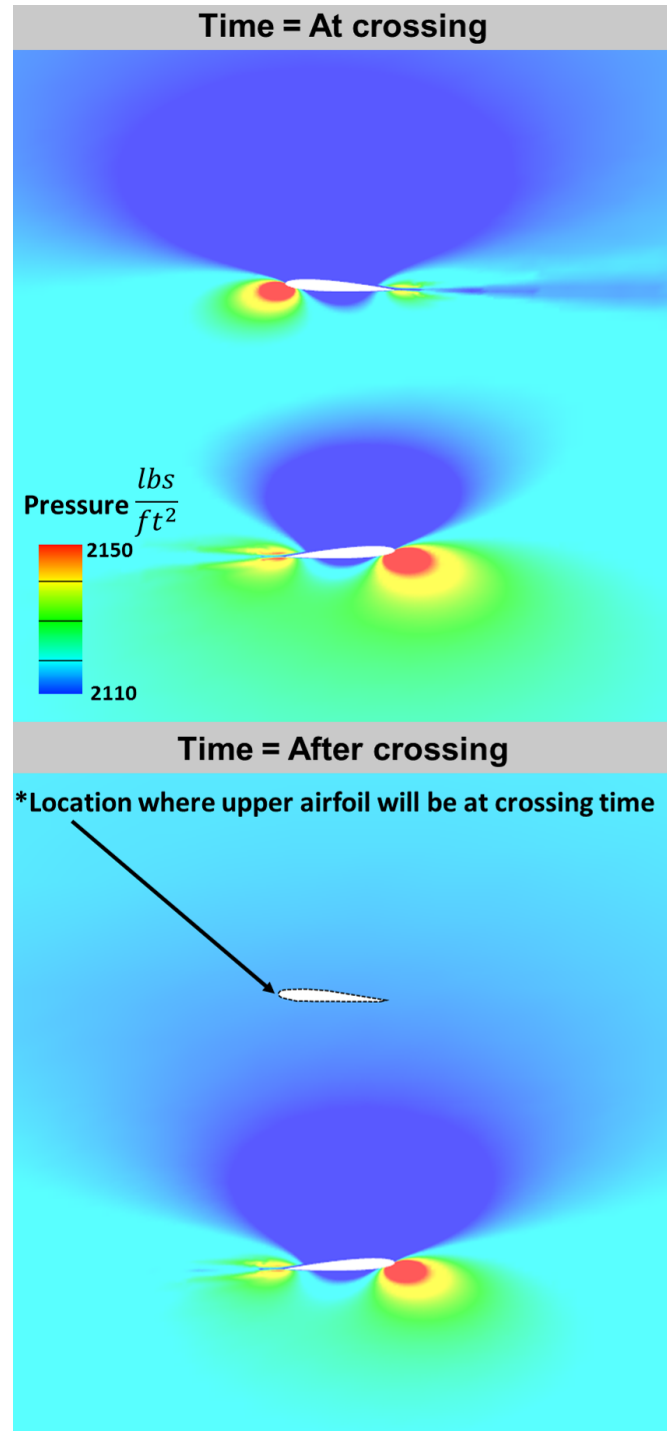 Time = At crossing
Pressure lbs/ft²
2150
2110
Time = After crossing
*Location where upper airfoil will be at crossing time